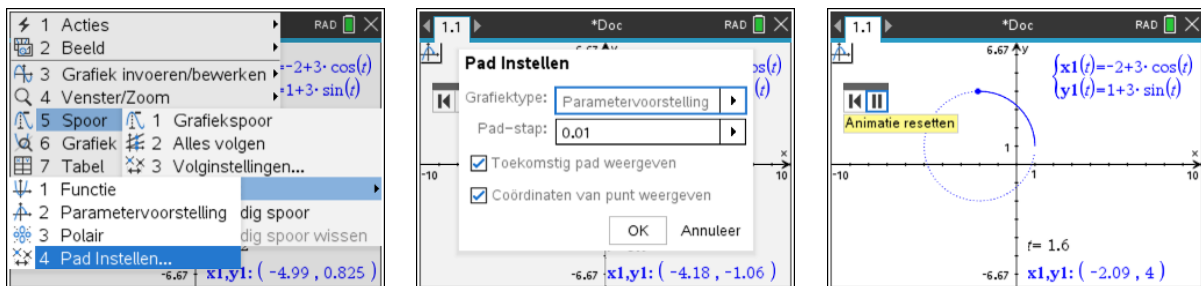 RAD
1 Acties
2 Beeld
3 Grafiek invoeren/bewerken
=-2+3· cos(t)
4 Venster/Zoom
=1+3· sin(t)
5 Spoor
1 Grafiekspoor
6 Grafiek
2 Alles volgen
7 Tabel
3 Volginstellingen...
1 Functie
2 Parametervoorstelling
dig spoor
3 Polair
dig spoor wissen
4 Pad Instellen...
-6.67
x1,y1: ( -4.99 , 0.825 )
1.1
*Doc
RAD
6.67
y
Pad Instellen
os(t)
Grafiektype:
Parametervoorstelling
(t)
Pad-stap:
0.01
Toekomstig pad weergeven
-10
10
Coördinaten van punt weergeven
OK
Annuleer
-6.67
x1,y1: ( -4.18 , -1.06 )
1.1
*Doc
RAD
6.67
y
x1(t)=-2+3· cos(t)
y1(t)=1+3· sin(t)
Animatie resetten
1
x
-10
1
10
t= 1.6
-6.67
x1,y1: ( -2.09 , 4 )